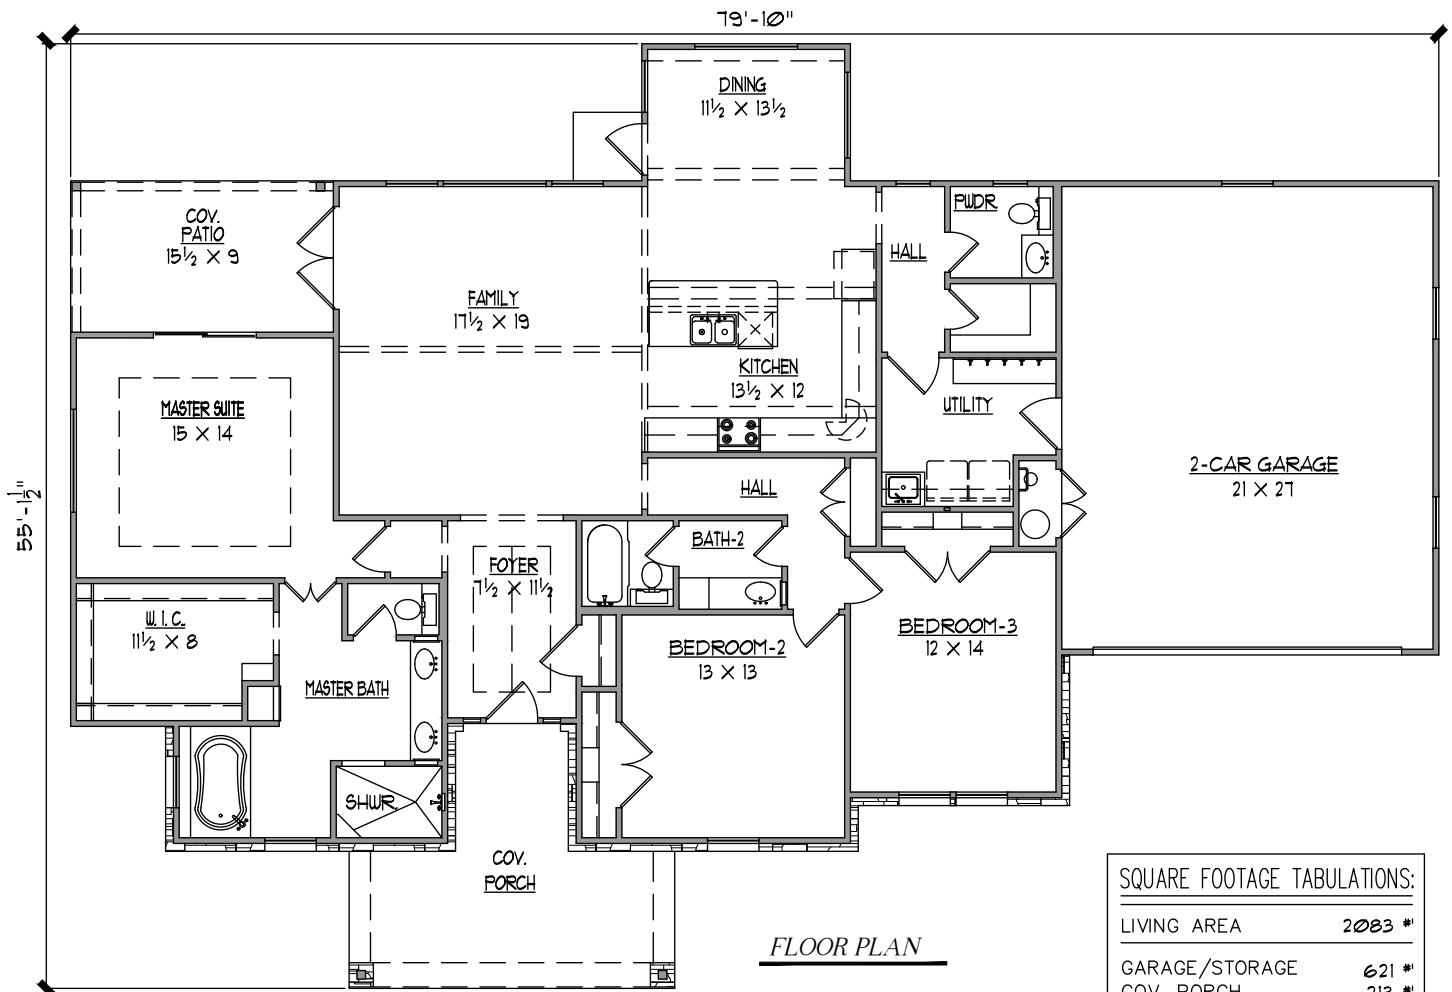 79'-10"
DINING
11½ X 13½
COV.
PATIO
15½ X 9
FAMILY
17½ X 19
HALL
PWDR.
KITCHEN
13½ X 12
MASTER SUITE
15 X 14
UTILITY
2-CAR GARAGE
21 X 27
HALL
55'-1½"
BATH-2
FOYER
7½ X 11½
W.I.C.
11½ X 8
BEDROOM-2
13 X 13
BEDROOM-3
12 X 14
MASTER BATH
SHWR.
COV.
PORCH
FLOOR PLAN
SQUARE FOOTAGE TABULATIONS:
LIVING AREA 2083 #'
GARAGE/STORAGE 621 #'
COV. PORCH 213 #'